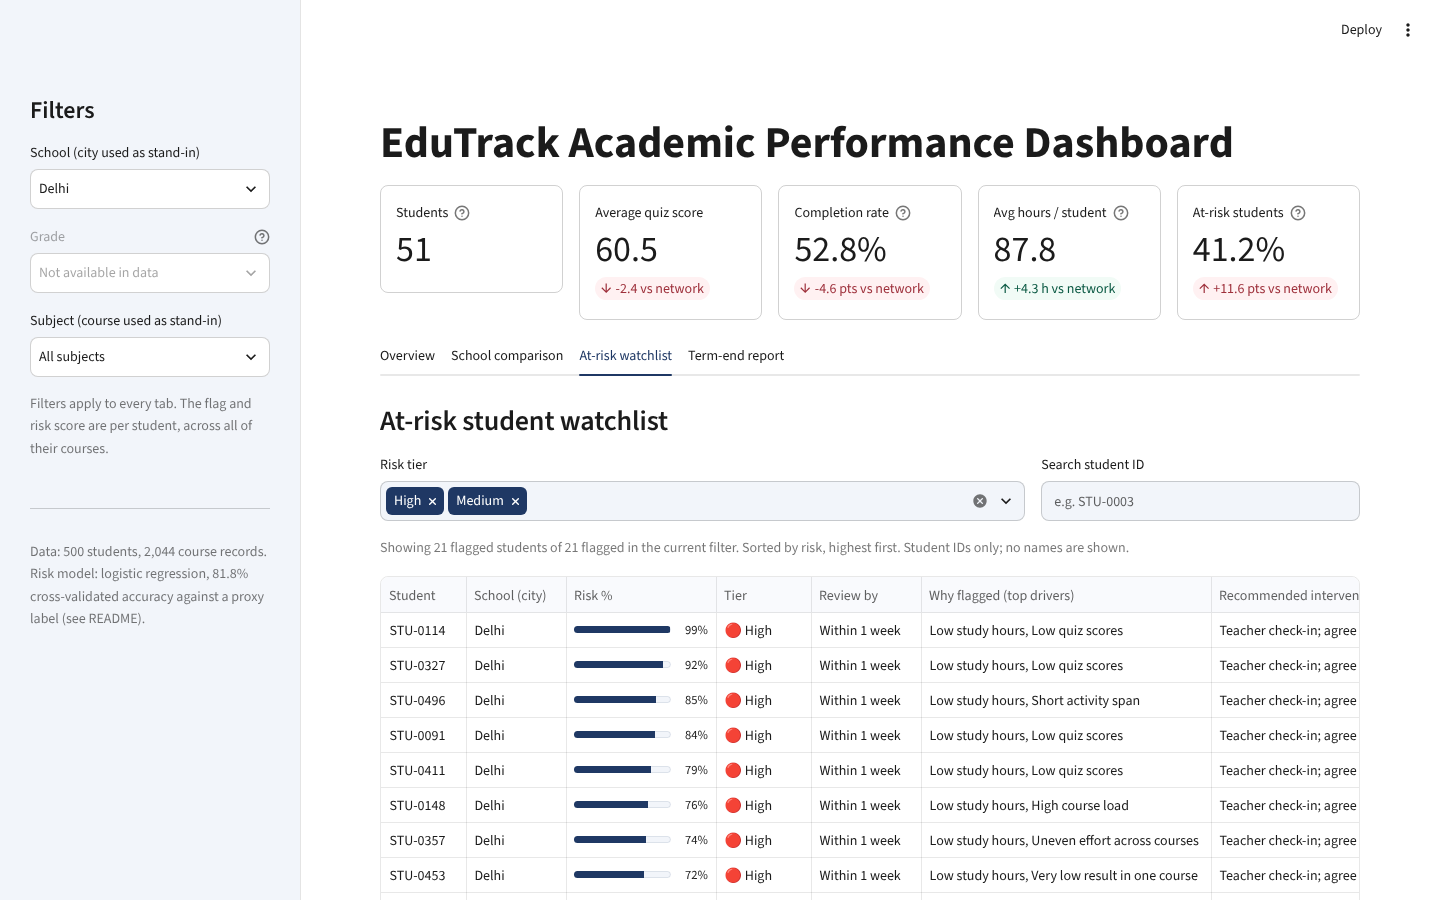 Deploy
Filters
School (city used as stand-in)
Delhi
Grade
Not available in data
Subject (course used as stand-in)
All subjects
Filters apply to every tab. The flag and
risk score are per student, across all of
their courses.
Data: 500 students, 2,044 course records.
Risk model: logistic regression, 81.8%
cross-validated accuracy against a proxy
label (see README).
EduTrack Academic Performance Dashboard
Students
51
Average quiz score
60.5
↓ -2.4 vs network
Completion rate
52.8%
↓ -4.6 pts vs network
Avg hours / student
87.8
↑ +4.3 h vs network
At-risk students
41.2%
↑ +11.6 pts vs network
Overview School comparison At-risk watchlist Term-end report
At-risk student watchlist
Risk tier
High × Medium ×
Search student ID
e.g. STU-0003
Showing 21 flagged students of 21 flagged in the current filter. Sorted by risk, highest first. Student IDs only; no names are shown.
Student School (city) Risk % Tier Review by Why flagged (top drivers) Recommended interven
STU-0114 Delhi 99% High Within 1 week Low study hours, Low quiz scores Teacher check-in; agree
STU-0327 Delhi 92% High Within 1 week Low study hours, Low quiz scores Teacher check-in; agree
STU-0496 Delhi 85% High Within 1 week Low study hours, Short activity span Teacher check-in; agree
STU-0091 Delhi 84% High Within 1 week Low study hours, Low quiz scores Teacher check-in; agree
STU-0411 Delhi 79% High Within 1 week Low study hours, Low quiz scores Teacher check-in; agree
STU-0148 Delhi 76% High Within 1 week Low study hours, High course load Teacher check-in; agree
STU-0357 Delhi 74% High Within 1 week Low study hours, Uneven effort across courses Teacher check-in; agree
STU-0453 Delhi 72% High Within 1 week Low study hours, Very low result in one course Teacher check-in; agree